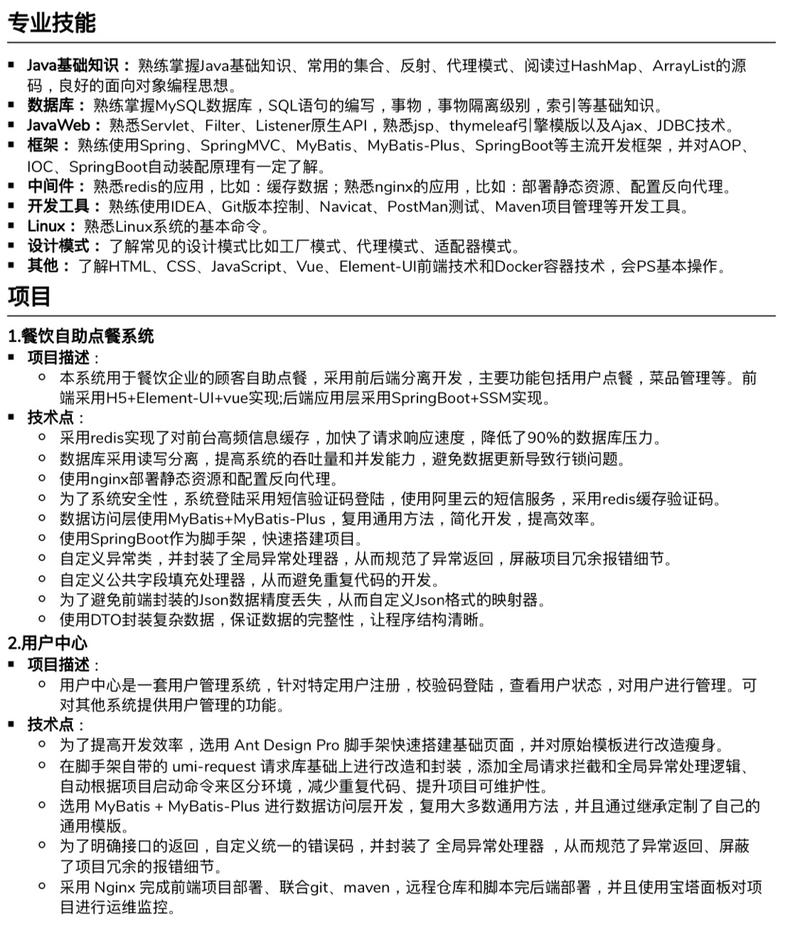 专业技能
▪ Java基础知识：熟练掌握Java基础知识、常用的集合、反射、代理模式、阅读过HashMap、ArrayList的源
码，良好的面向对象编程思想。
▪ 数据库：熟练掌握MySQL数据库，SQL语句的编写，事物，事物隔离级别，索引等基础知识。
▪ JavaWeb：熟悉Servlet、Filter、Listener原生API，熟悉jsp、thymeleaf引擎模版以及Ajax、JDBC技术。
▪ 框架：熟练使用Spring、SpringMVC、MyBatis、MyBatis-Plus、SpringBoot等主流开发框架，并对AOP、
IOC、SpringBoot自动装配原理有一定了解。
▪ 中间件：熟悉redis的应用，比如：缓存数据；熟悉nginx的应用，比如：部署静态资源、配置反向代理。
▪ 开发工具：熟练使用IDEA、Git版本控制、Navicat、PostMan测试、Maven项目管理等开发工具。
▪ Linux：熟悉Linux系统的基本命令。
▪ 设计模式：了解常见的设计模式比如工厂模式、代理模式、适配器模式。
▪ 其他：了解HTML、CSS、JavaScript、Vue、Element-UI前端技术和Docker容器技术，会PS基本操作。
项目
1.餐饮自助点餐系统
▪ 项目描述：
○ 本系统用于餐饮企业的顾客自助点餐，采用前后端分离开发，主要功能包括用户点餐，菜品管理等。前
端采用H5+Element-UI+vue实现;后端应用层采用SpringBoot+SSM实现。
▪ 技术点：
○ 采用redis实现了对前台高频信息缓存，加快了请求响应速度，降低了90%的数据库压力。
○ 数据库采用读写分离，提高系统的吞吐量和并发能力，避免数据更新导致行锁问题。
○ 使用nginx部署静态资源和配置反向代理。
○ 为了系统安全性，系统登陆采用短信验证码登陆，使用阿里云的短信服务，采用redis缓存验证码。
○ 数据访问层使用MyBatis+MyBatis-Plus，复用通用方法，简化开发，提高效率。
○ 使用SpringBoot作为脚手架，快速搭建项目。
○ 自定义异常类，并封装了全局异常处理器，从而规范了异常返回，屏蔽项目冗余报错细节。
○ 自定义公共字段填充处理器，从而避免重复代码的开发。
○ 为了避免前端封装的Json数据精度丢失，从而自定义Json格式的映射器。
○ 使用DTO封装复杂数据，保证数据的完整性，让程序结构清晰。
2.用户中心
▪ 项目描述：
○ 用户中心是一套用户管理系统，针对特定用户注册，校验码登陆，查看用户状态，对用户进行管理。可
对其他系统提供用户管理的功能。
▪ 技术点：
○ 为了提高开发效率，选用 Ant Design Pro 脚手架快速搭建基础页面，并对原始模板进行改造瘦身。
○ 在脚手架自带的 umi-request 请求库基础上进行改造和封装，添加全局请求拦截和全局异常处理逻辑、
自动根据项目启动命令来区分环境，减少重复代码、提升项目可维护性。
○ 选用 MyBatis + MyBatis-Plus 进行数据访问层开发，复用大多数通用方法，并且通过继承定制了自己的
通用模版。
○ 为了明确接口的返回，自定义统一的错误码，并封装了 全局异常处理器 ，从而规范了异常返回、屏蔽
了项目冗余的报错细节。
○ 采用 Nginx 完成前端项目部署、联合git、maven，远程仓库和脚本完后端部署，并且使用宝塔面板对项
目进行运维监控。